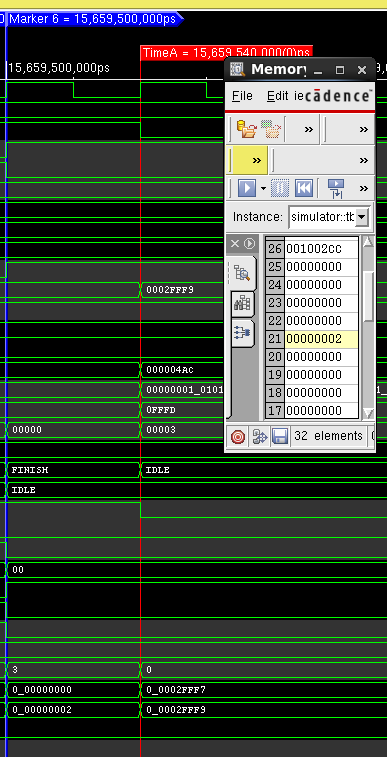 Marker 6 = 15,659,500,000ps
TimeA = 15,659,540,000(0)ps
15,659,500,000ps
Memory
File Edit
cādence
Instance: simulator::tb
26 001002CC
25 00000000
24 00000000
23 00000000
22 00000000
21 00000002
20 00000000
19 00000000
18 00000000
17 00000000
32 elements
0002FFF9
000004AC
00000001_0101
0FFFD
00000 00003
FINISH IDLE
IDLE
00
3 0
0_00000000 0_0002FFF7
0_00000002 0_0002FFF9